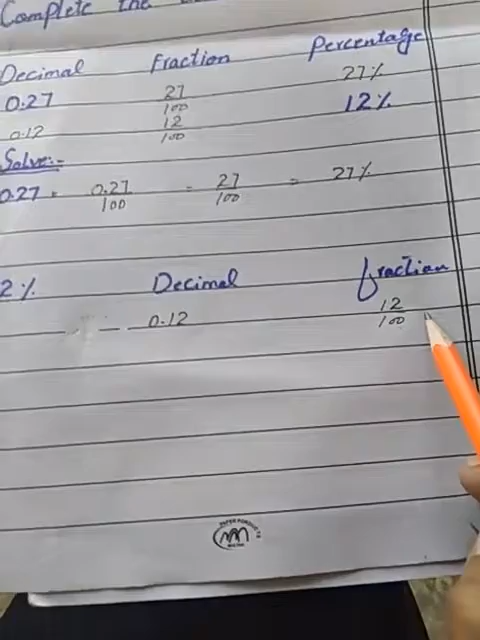 Complete the
Decimal Fraction Percentage
0.27 27/100 27%
0.12 12/100 12%
Solve:-
0.27 = 0.27/100 = 27/100 = 27%
2% Decimal fraction
0.12 12/100